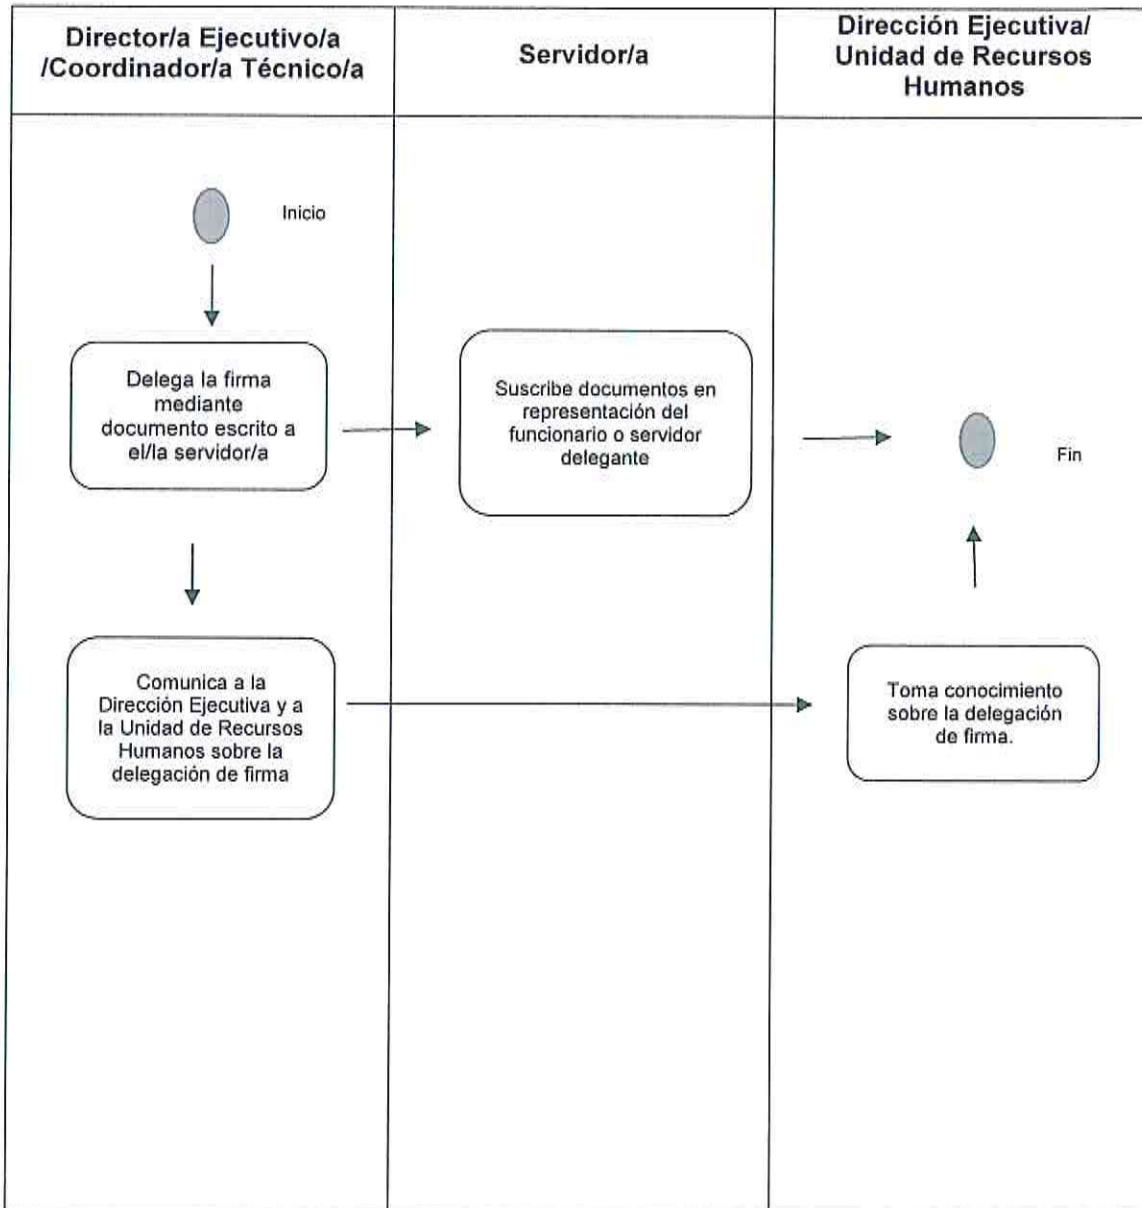 Director/a Ejecutivo/a
/Coordinador/a Técnico/a
Servidor/a
Dirección Ejecutiva/
Unidad de Recursos
Humanos
Inicio
Delega la firma
mediante
documento escrito a
el/la servidor/a
Suscribe documentos en
representación del
funcionario o servidor
delegante
Fin
Comunica a la
Dirección Ejecutiva y a
la Unidad de Recursos
Humanos sobre la
delegación de firma
Toma conocimiento
sobre la delegación
de firma.